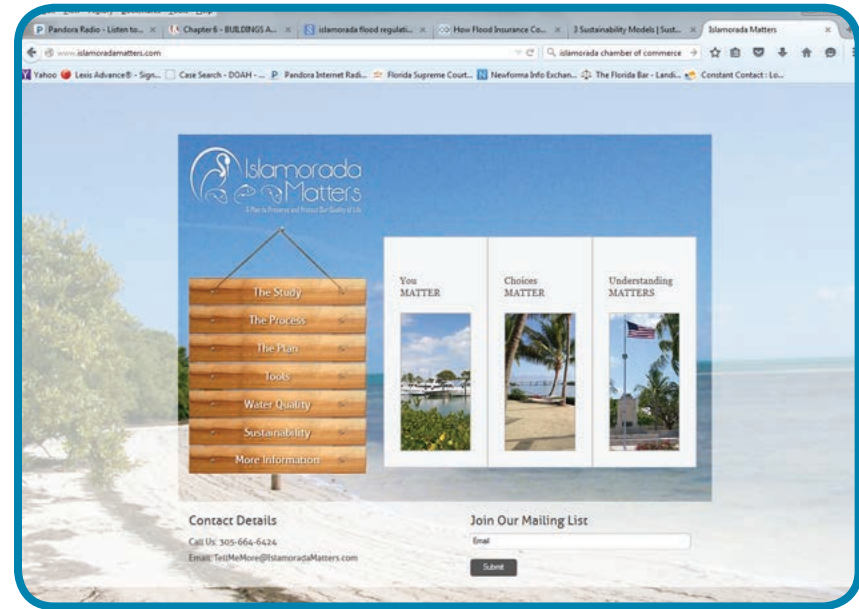 Pandora Radio - Listen to...
Chapter 6 - BUILDINGS A...
islamorada flood regulati...
How Flood Insurance Co...
3 Sustainability Models | Sust...
Islamorada Matters
www.islamoradamatters.com
islamorada chamber of commerce
Yahoo
Lexis Advance® - Sign...
Case Search - DOAH - ...
Pandora Internet Radi...
Florida Supreme Court...
Newforma Info Exchan...
The Florida Bar - Landi...
Constant Contact : Lo...
Islamorada
Matters
A Plan to Preserve and Protect Our Quality of Life
The Study
The Process
The Plan
Tools
Water Quality
Sustainability
More Information
You
MATTER
Choices
MATTER
Understanding
MATTERS
Contact Details
Call Us: 305-664-6424
Email: TellMeMore@IslamoradaMatters.com
Join Our Mailing List
Email
Submit